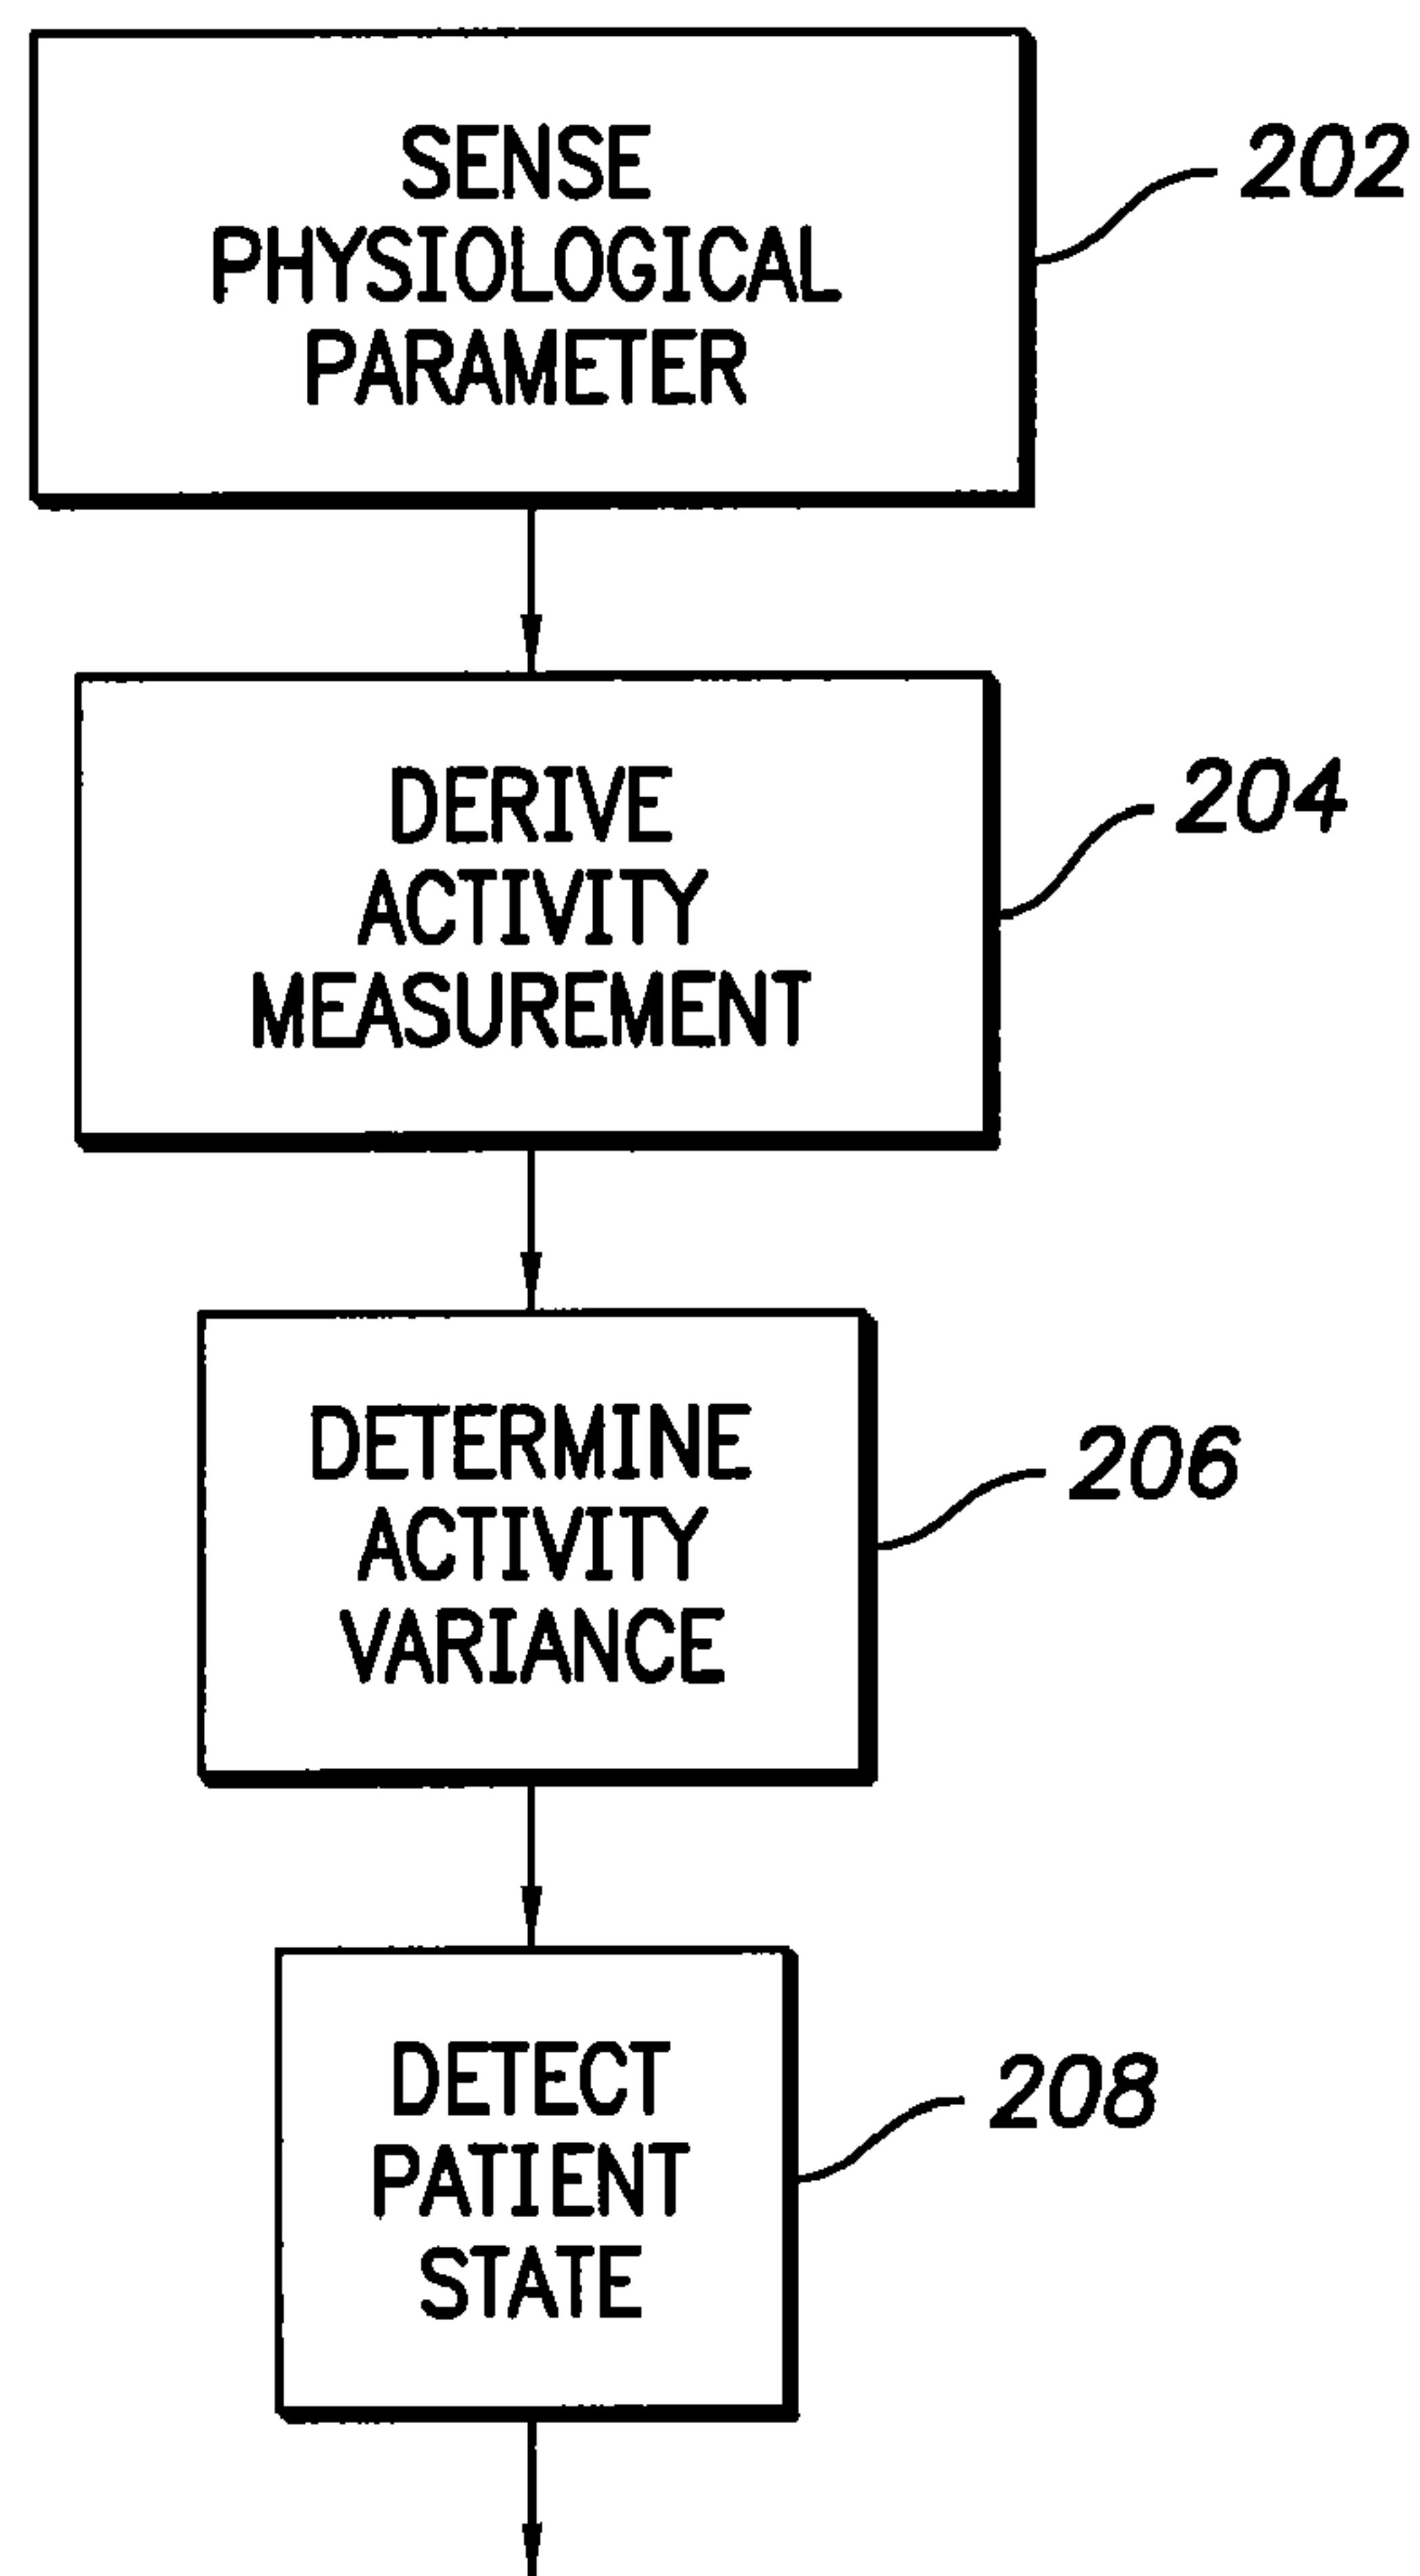 SENSE
PHYSIOLOGICAL
PARAMETER
202
DERIVE
ACTIVITY
MEASUREMENT
204
DETERMINE
ACTIVITY
VARIANCE
206
DETECT
PATIENT
STATE
208